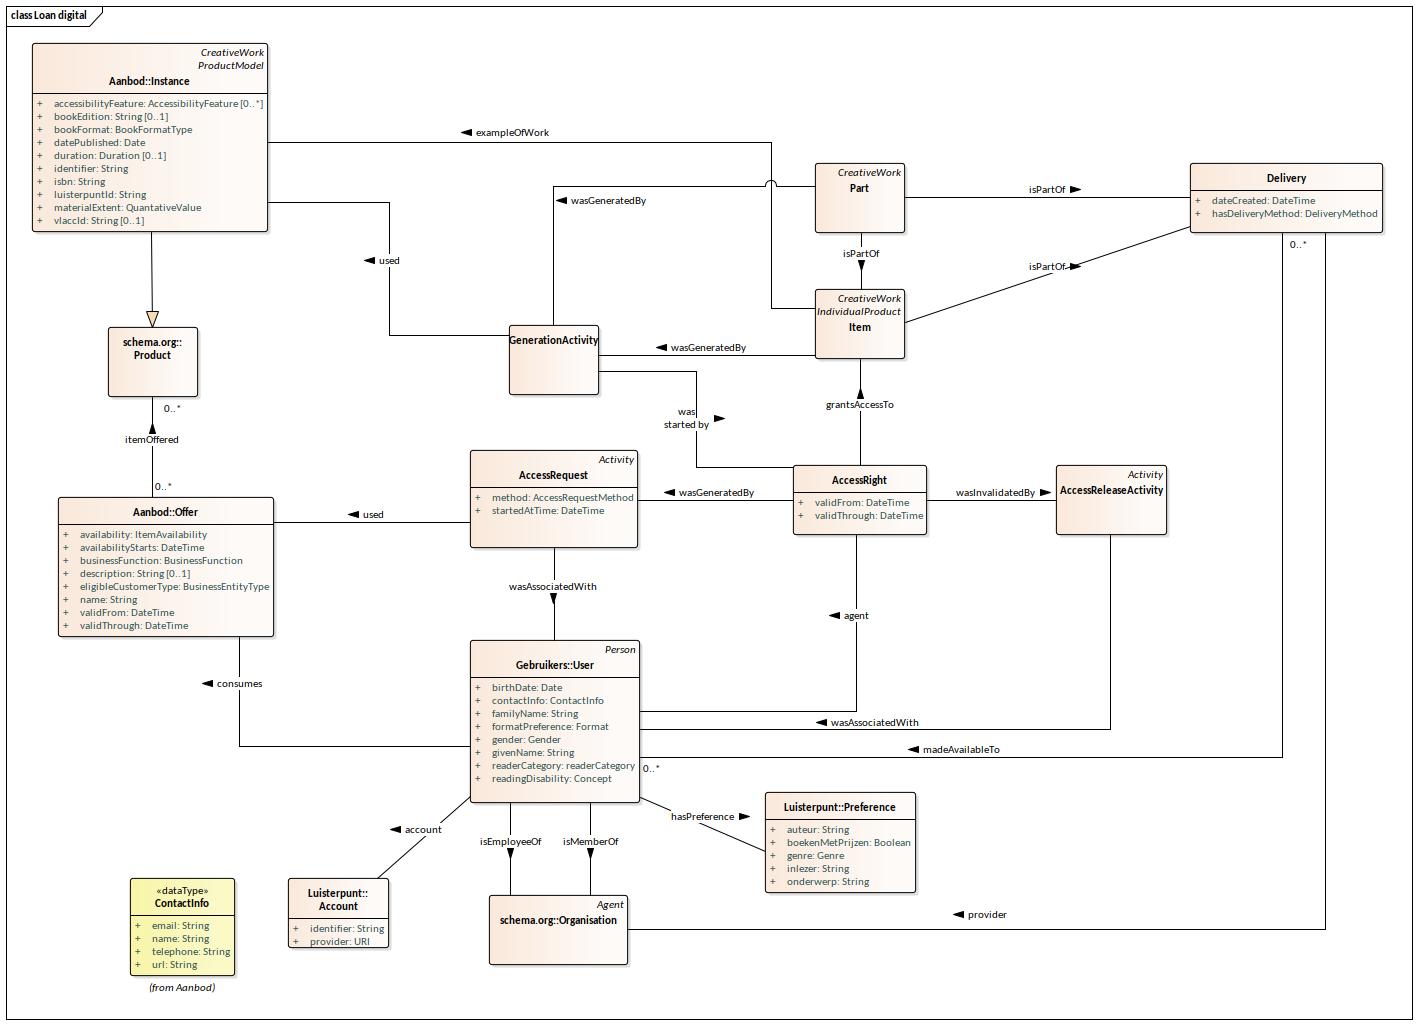 class Loan digital
CreativeWork
ProductModel
Aanbod::Instance
+ accessibilityFeature: AccessibilityFeature [0..*]
+ bookEdition: String [0..1]
+ bookFormat: BookFormatType
+ datePublished: Date
+ duration: Duration [0..1]
+ identifier: String
+ isbn: String
+ luisterpuntId: String
+ materialExtent: QuantativeValue
+ vlaccId: String [0..1]
exampleOfWork
CreativeWork
Part
isPartOf
Delivery
+ dateCreated: DateTime
+ hasDeliveryMethod: DeliveryMethod
wasGeneratedBy
0..*
used
isPartOf
isPartOf
CreativeWork
IndividualProduct
Item
GenerationActivity
wasGeneratedBy
schema.org::
Product
0..*
itemOffered
0..*
was
started by
grantsAccessTo
Activity
AccessRequest
+ method: AccessRequestMethod
+ startedAtTime: DateTime
wasGeneratedBy
AccessRight
+ validFrom: DateTime
+ validThrough: DateTime
wasInvalidatedBy
Activity
AccessReleaseActivity
used
Aanbod::Offer
+ availability: ItemAvailability
+ availabilityStarts: DateTime
+ businessFunction: BusinessFunction
+ description: String [0..1]
+ eligibleCustomerType: BusinessEntityType
+ name: String
+ validFrom: DateTime
+ validThrough: DateTime
wasAssociatedWith
agent
consumes
Person
Gebruikers::User
+ birthDate: Date
+ contactInfo: ContactInfo
+ familyName: String
+ formatPreference: Format
+ gender: Gender
+ givenName: String
+ readerCategory: readerCategory
+ readingDisability: Concept
wasAssociatedWith
madeAvailableTo
0..*
account
isEmployeeOf
isMemberOf
hasPreference
Luisterpunt::Preference
+ auteur: String
+ boekenMetPrijzen: Boolean
+ genre: Genre
+ inlezer: String
+ onderwerp: String
«dataType»
ContactInfo
+ email: String
+ name: String
+ telephone: String
+ url: String
(from Aanbod)
Luisterpunt::
Account
+ identifier: String
+ provider: URI
Agent
schema.org::Organisation
provider